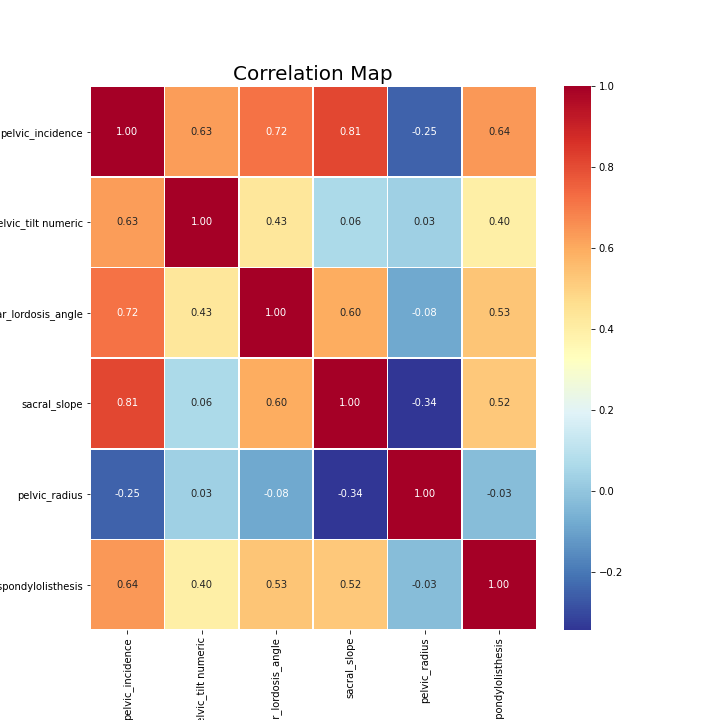 Correlation Map
pelvic_incidence 1.00 0.63 0.72 0.81 -0.25 0.64
elvic_tilt numeric 0.63 1.00 0.43 0.06 0.03 0.40
ar_lordosis_angle 0.72 0.43 1.00 0.60 -0.08 0.53
sacral_slope 0.81 0.06 0.60 1.00 -0.34 0.52
pelvic_radius -0.25 0.03 -0.08 -0.34 1.00 -0.03
spondylolisthesis 0.64 0.40 0.53 0.52 -0.03 1.00
pelvic_incidence
elvic_tilt numeric
r_lordosis_angle
sacral_slope
pelvic_radius
pondylolisthesis
1.0
0.8
0.6
0.4
0.2
0.0
−0.2